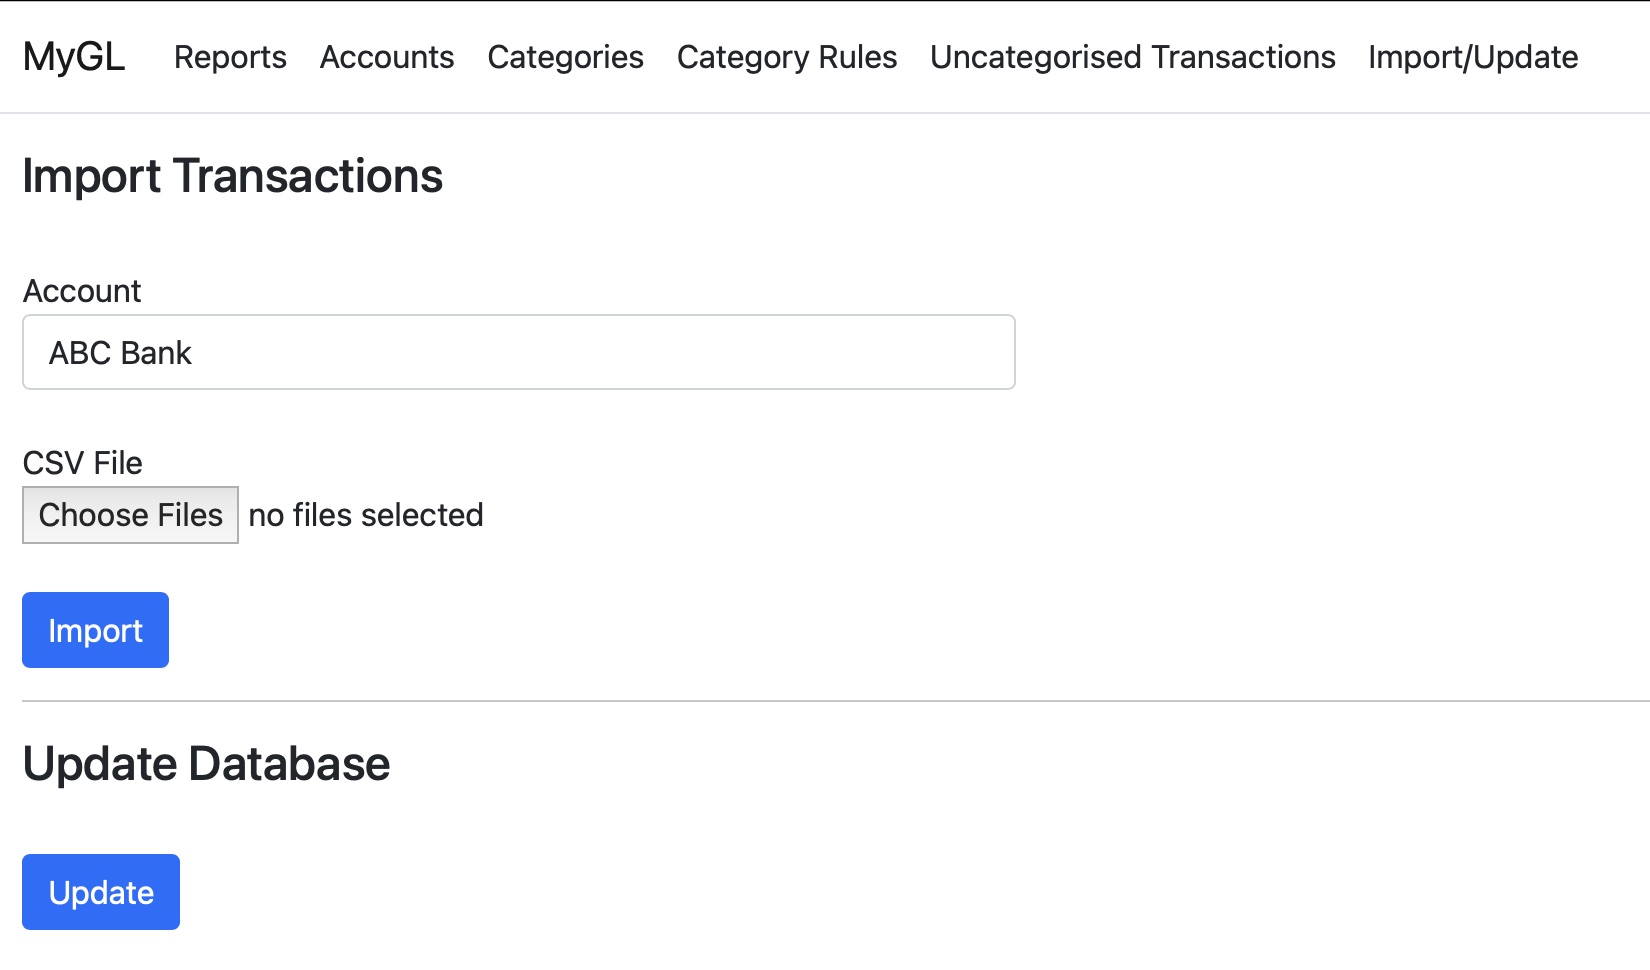 MyGL Reports Accounts Categories Category Rules Uncategorised Transactions Import/Update
Import Transactions
Account
ABC Bank
CSV File
Choose Files no files selected
Import
Update Database
Update